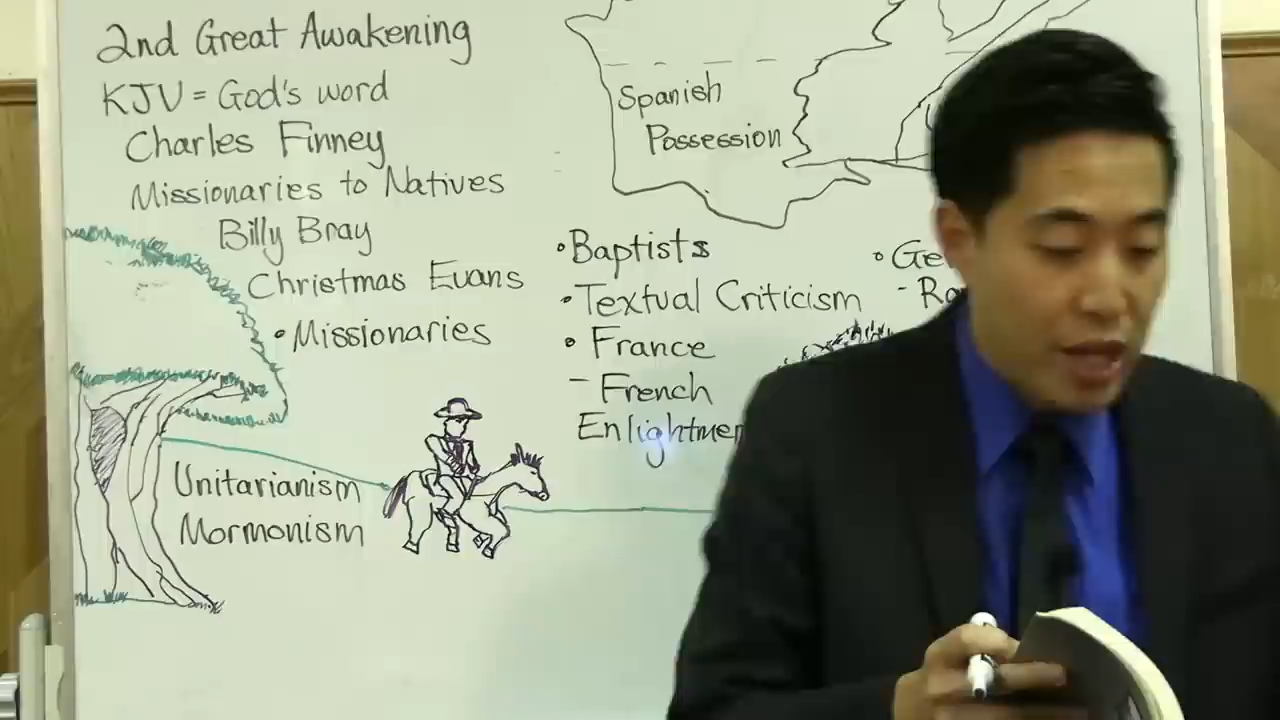 2nd Great Awakening
KJV = God's word
Charles Finney
Missionaries to Natives
Billy Bray
Christmas Evans
• Missionaries
Unitarianism
Mormonism
Spanish
Possession
• Baptists
• Textual Criticism
• France
- French